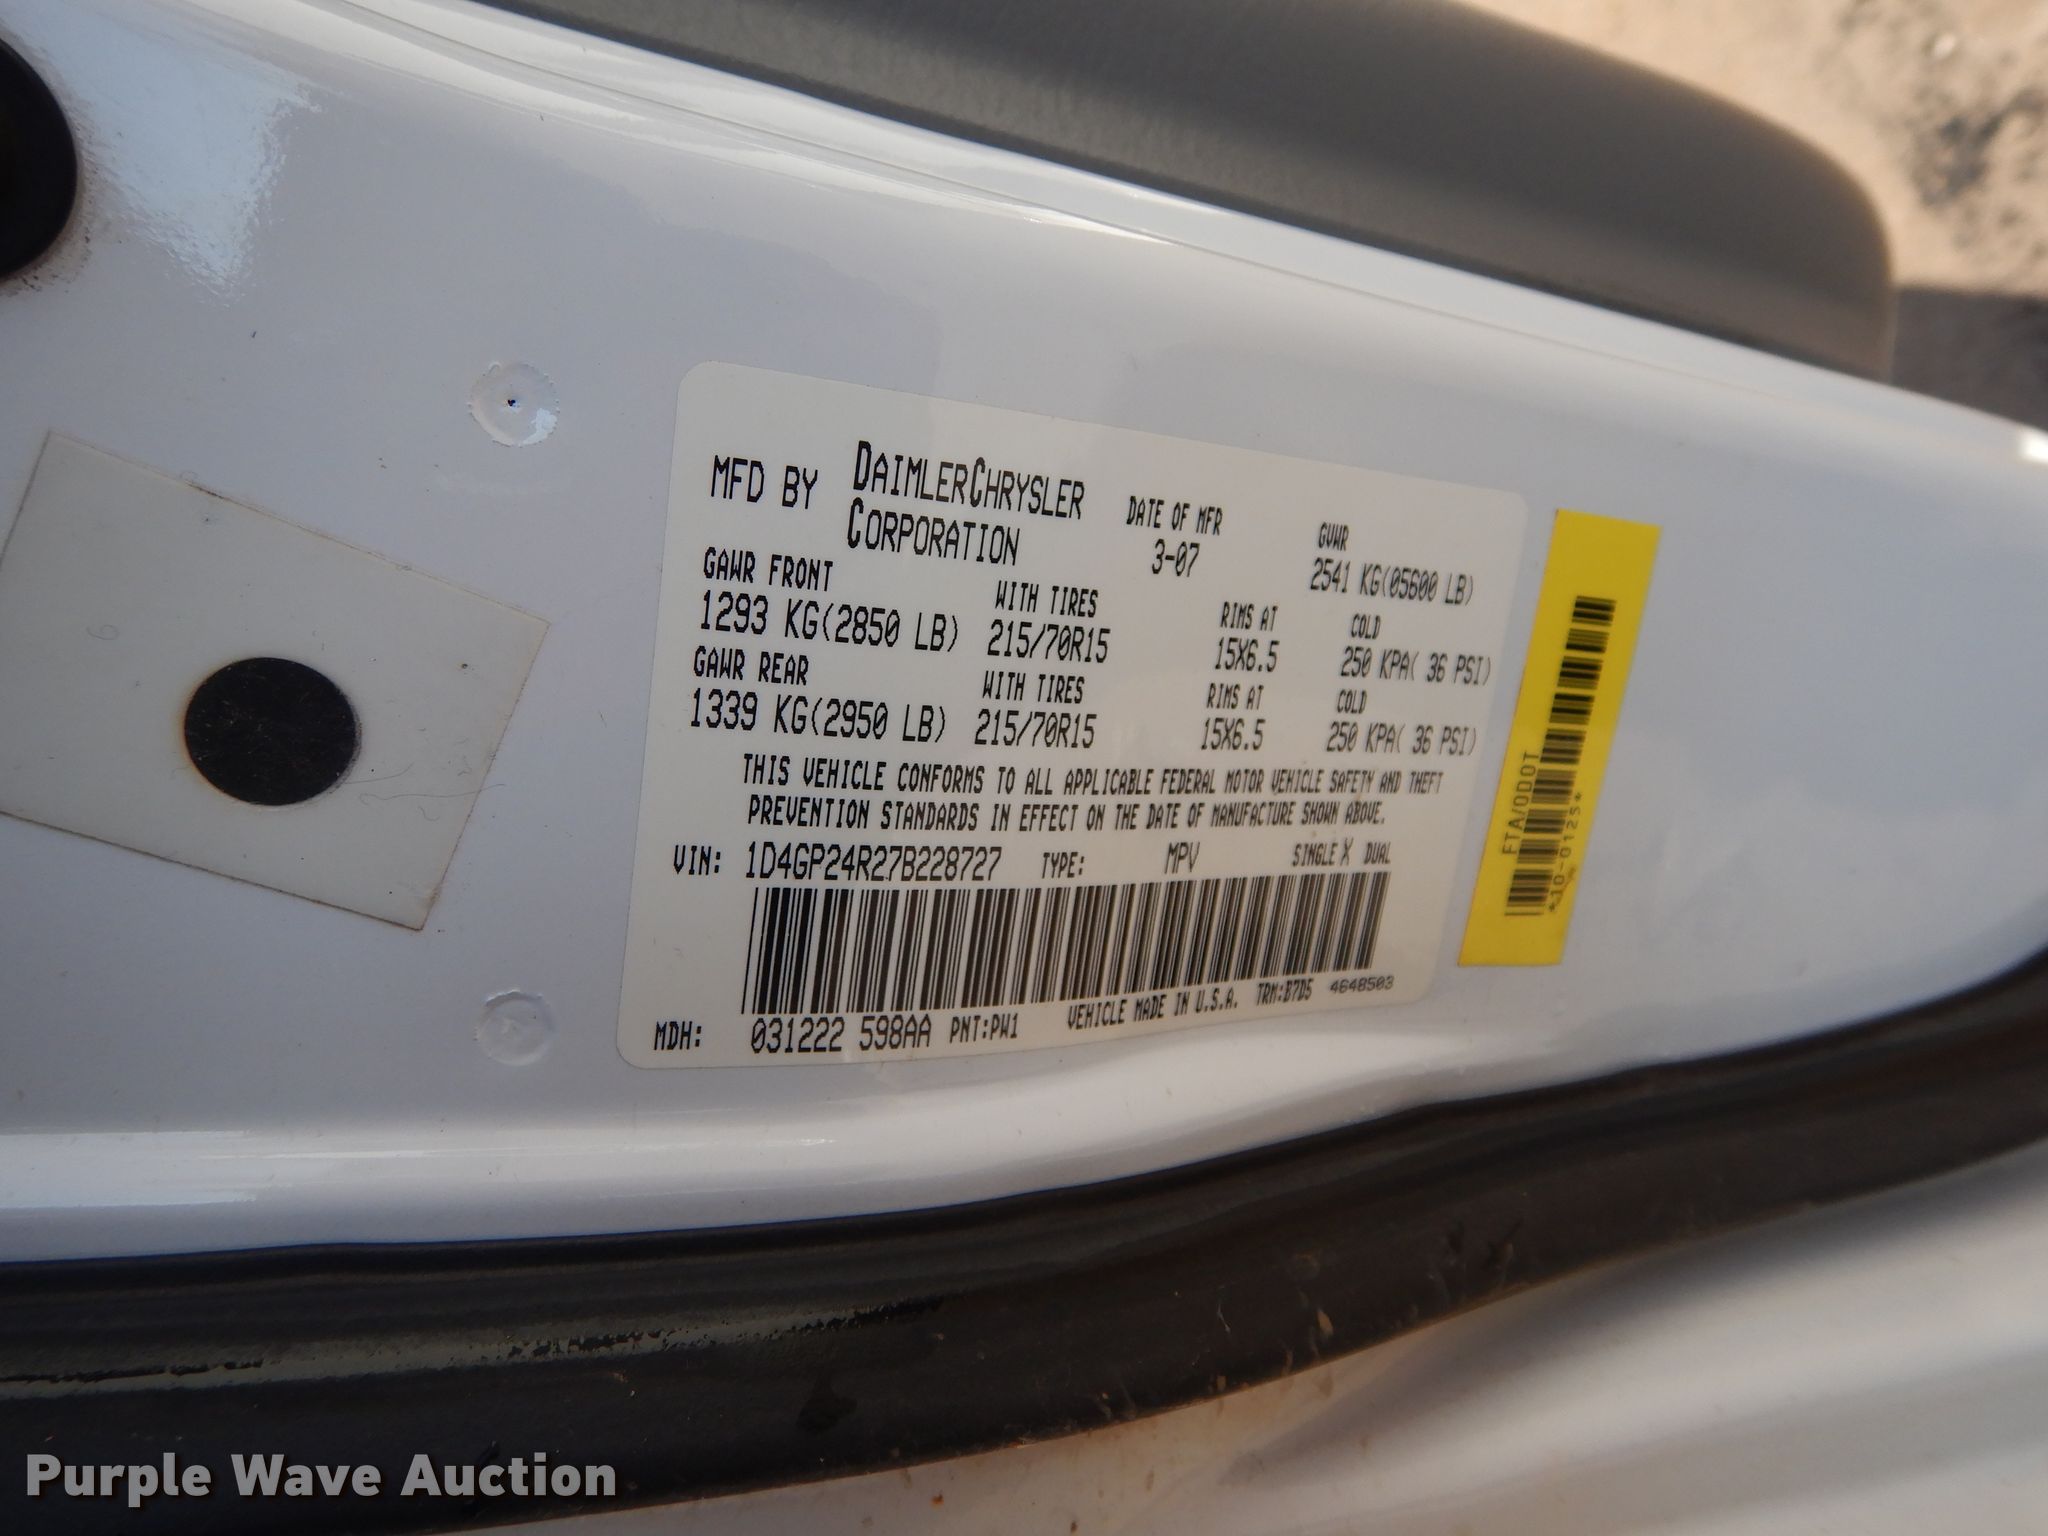 MFD BY DAIMLERCHRYSLER CORPORATION
DATE OF MFR
3-07
GVWR
2541 KG(05600 LB)
GAWR FRONT WITH TIRES RIMS AT COLD
1293 KG(2850 LB) 215/70R15 15X6.5 250 KPA( 36 PSI)
GAWR REAR WITH TIRES RIMS AT COLD
1339 KG(2950 LB) 215/70R15 15X6.5 250 KPA( 36 PSI)
THIS VEHICLE CONFORMS TO ALL APPLICABLE FEDERAL MOTOR VEHICLE SAFETY AND THEFT
PREVENTION STANDARDS IN EFFECT ON THE DATE OF MANUFACTURE SHOWN ABOVE.
VIN: 1D4GP24R27B228727 TYPE: MPV SINGLE X DUAL
MDH: 031222 598AA PNT:PW1 VEHICLE MADE IN U.S.A. TRM:B7D5 4648503
FTA/ODOT
*10-0125*
Purple Wave Auction